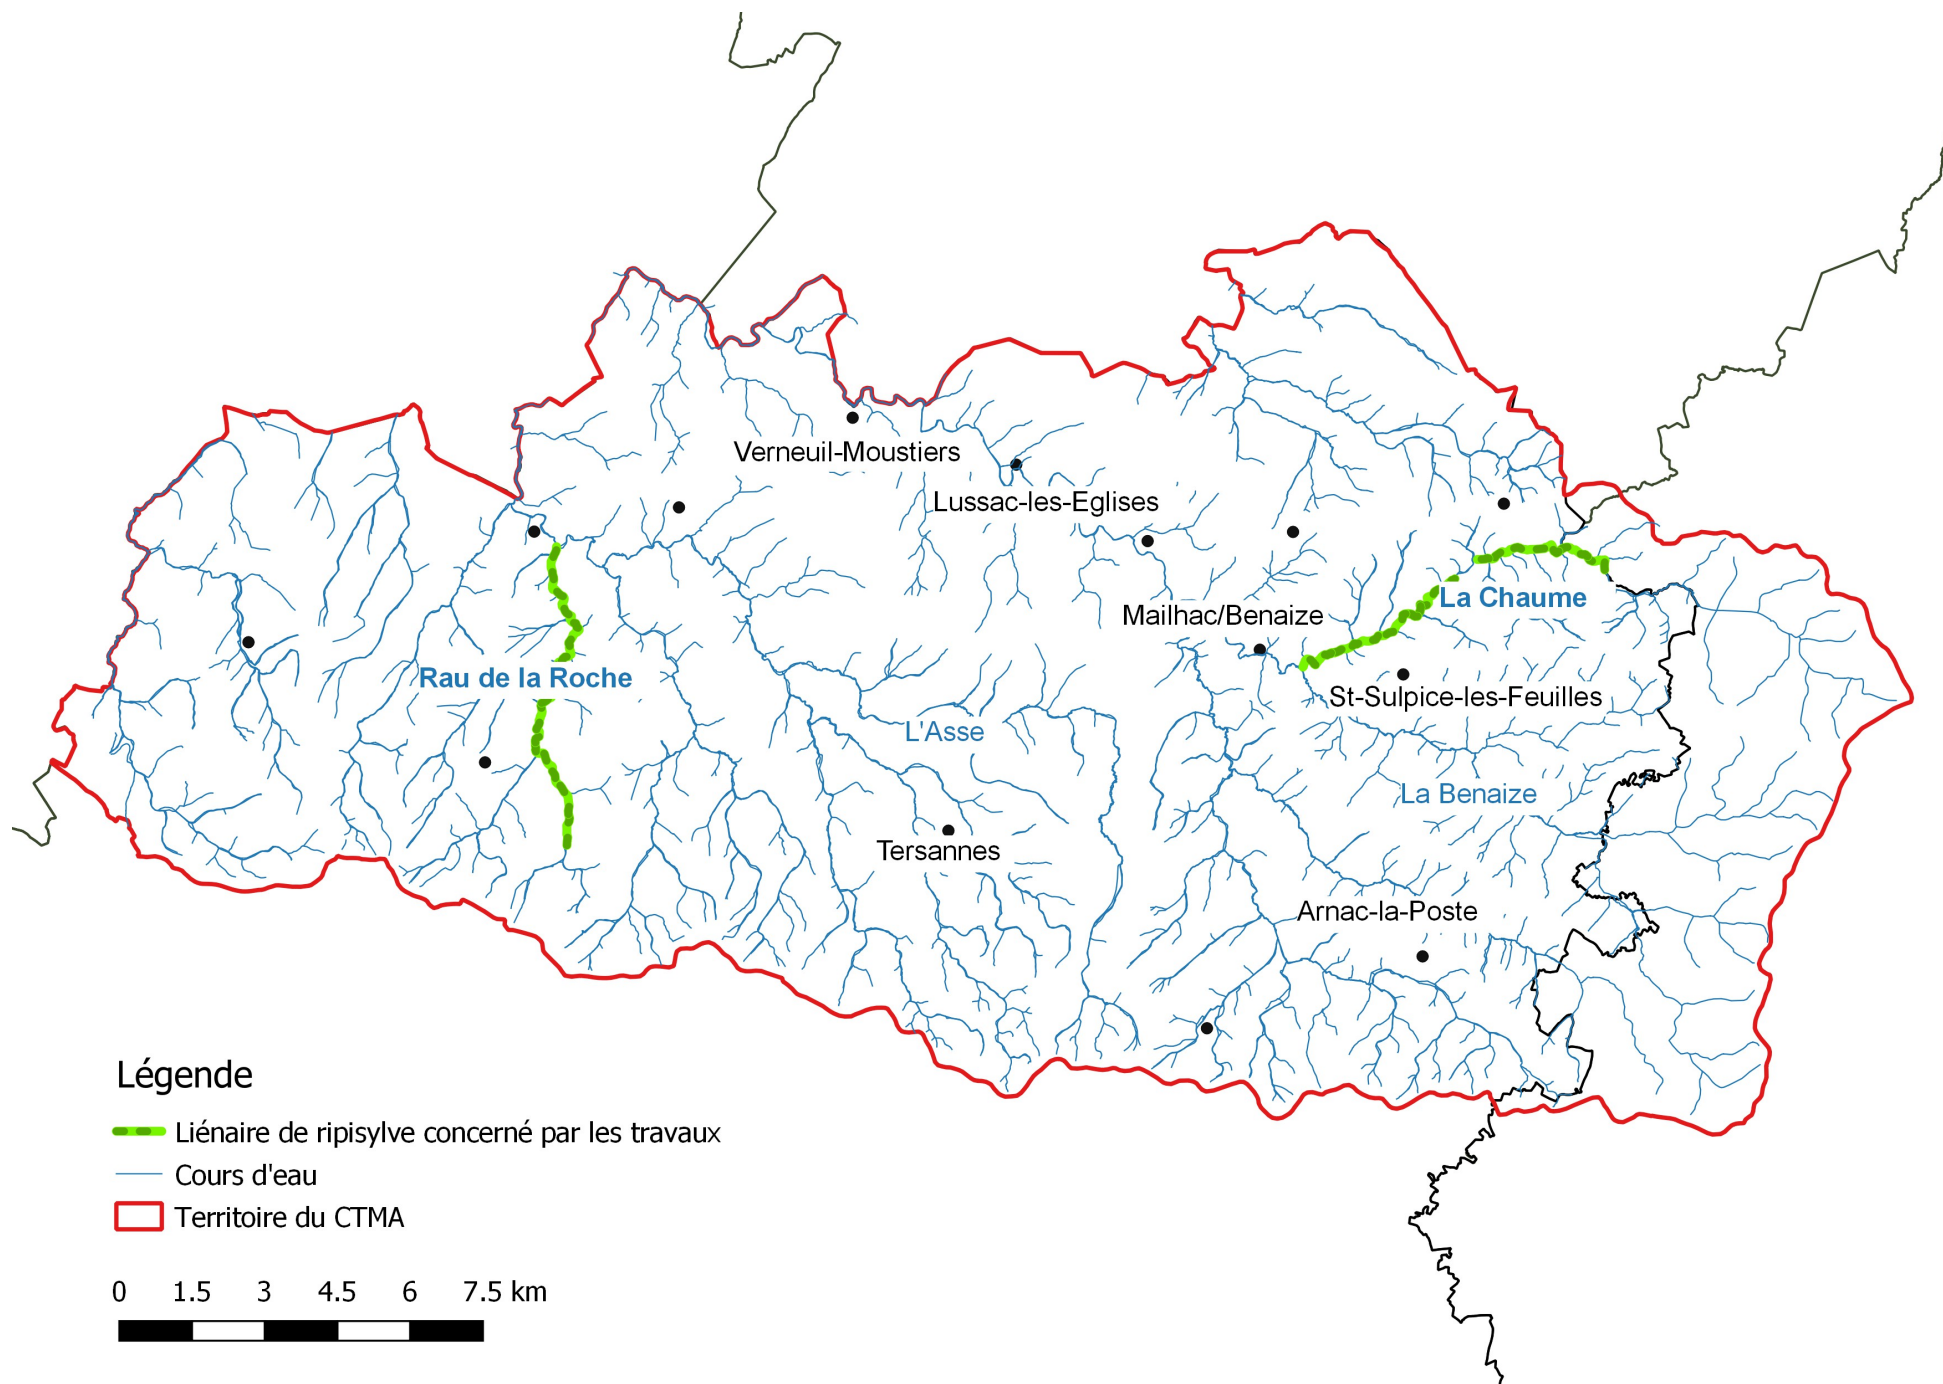 Verneuil-Moustiers
Lussac-les-Eglises
La Chaume
Mailhac/Benaize
Rau de la Roche
St-Sulpice-les-Feuilles
L'Asse
La Benaize
Tersannes
Arnac-la-Poste
Légende
Liénaire de ripisylve concerné par les travaux
Cours d'eau
Territoire du CTMA
0 1.5 3 4.5 6 7.5 km